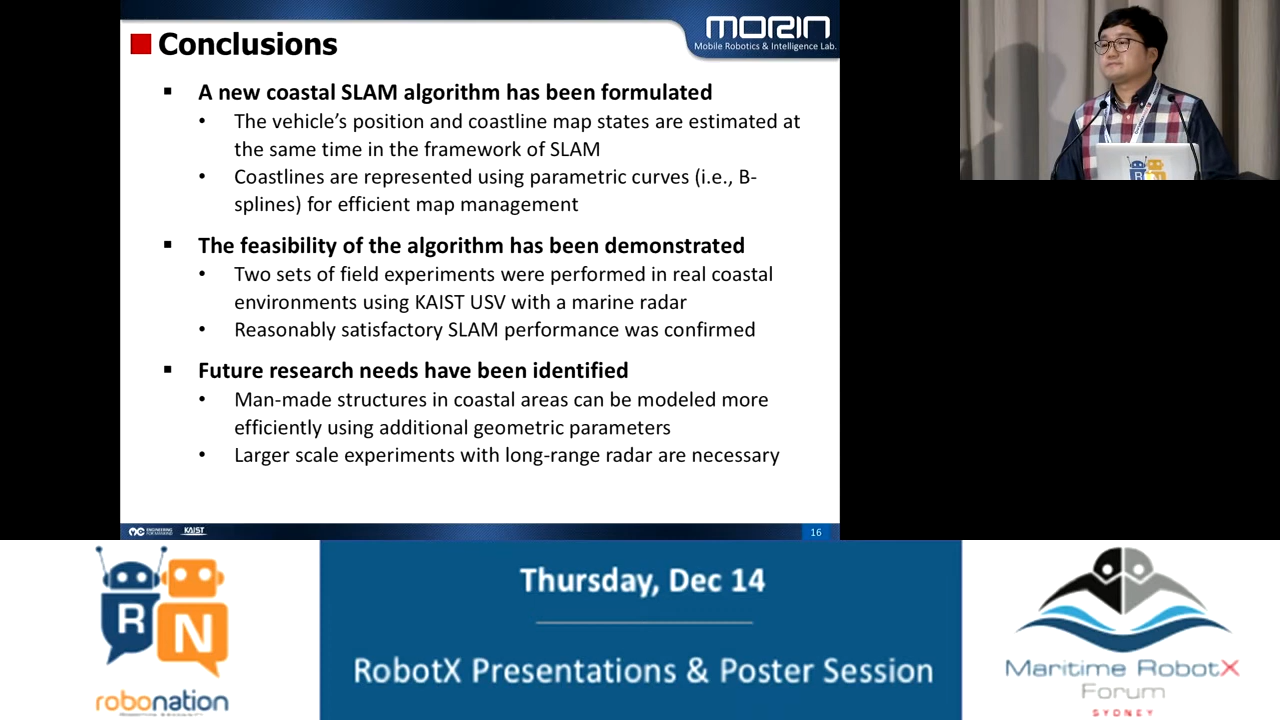 MORIN
Mobile Robotics & Intelligence Lab.
Conclusions
A new coastal SLAM algorithm has been formulated
The vehicle's position and coastline map states are estimated at
the same time in the framework of SLAM
Coastlines are represented using parametric curves (i.e., B-
splines) for efficient map management
The feasibility of the algorithm has been demonstrated
Two sets of field experiments were performed in real coastal
environments using KAIST USV with a marine radar
Reasonably satisfactory SLAM performance was confirmed
Future research needs have been identified
Man-made structures in coastal areas can be modeled more
efficiently using additional geometric parameters
Larger scale experiments with long-range radar are necessary
KAIST
16
R N
robonation
Thursday, Dec 14
RobotX Presentations & Poster Session
Maritime RobotX
Forum
SYDNEY